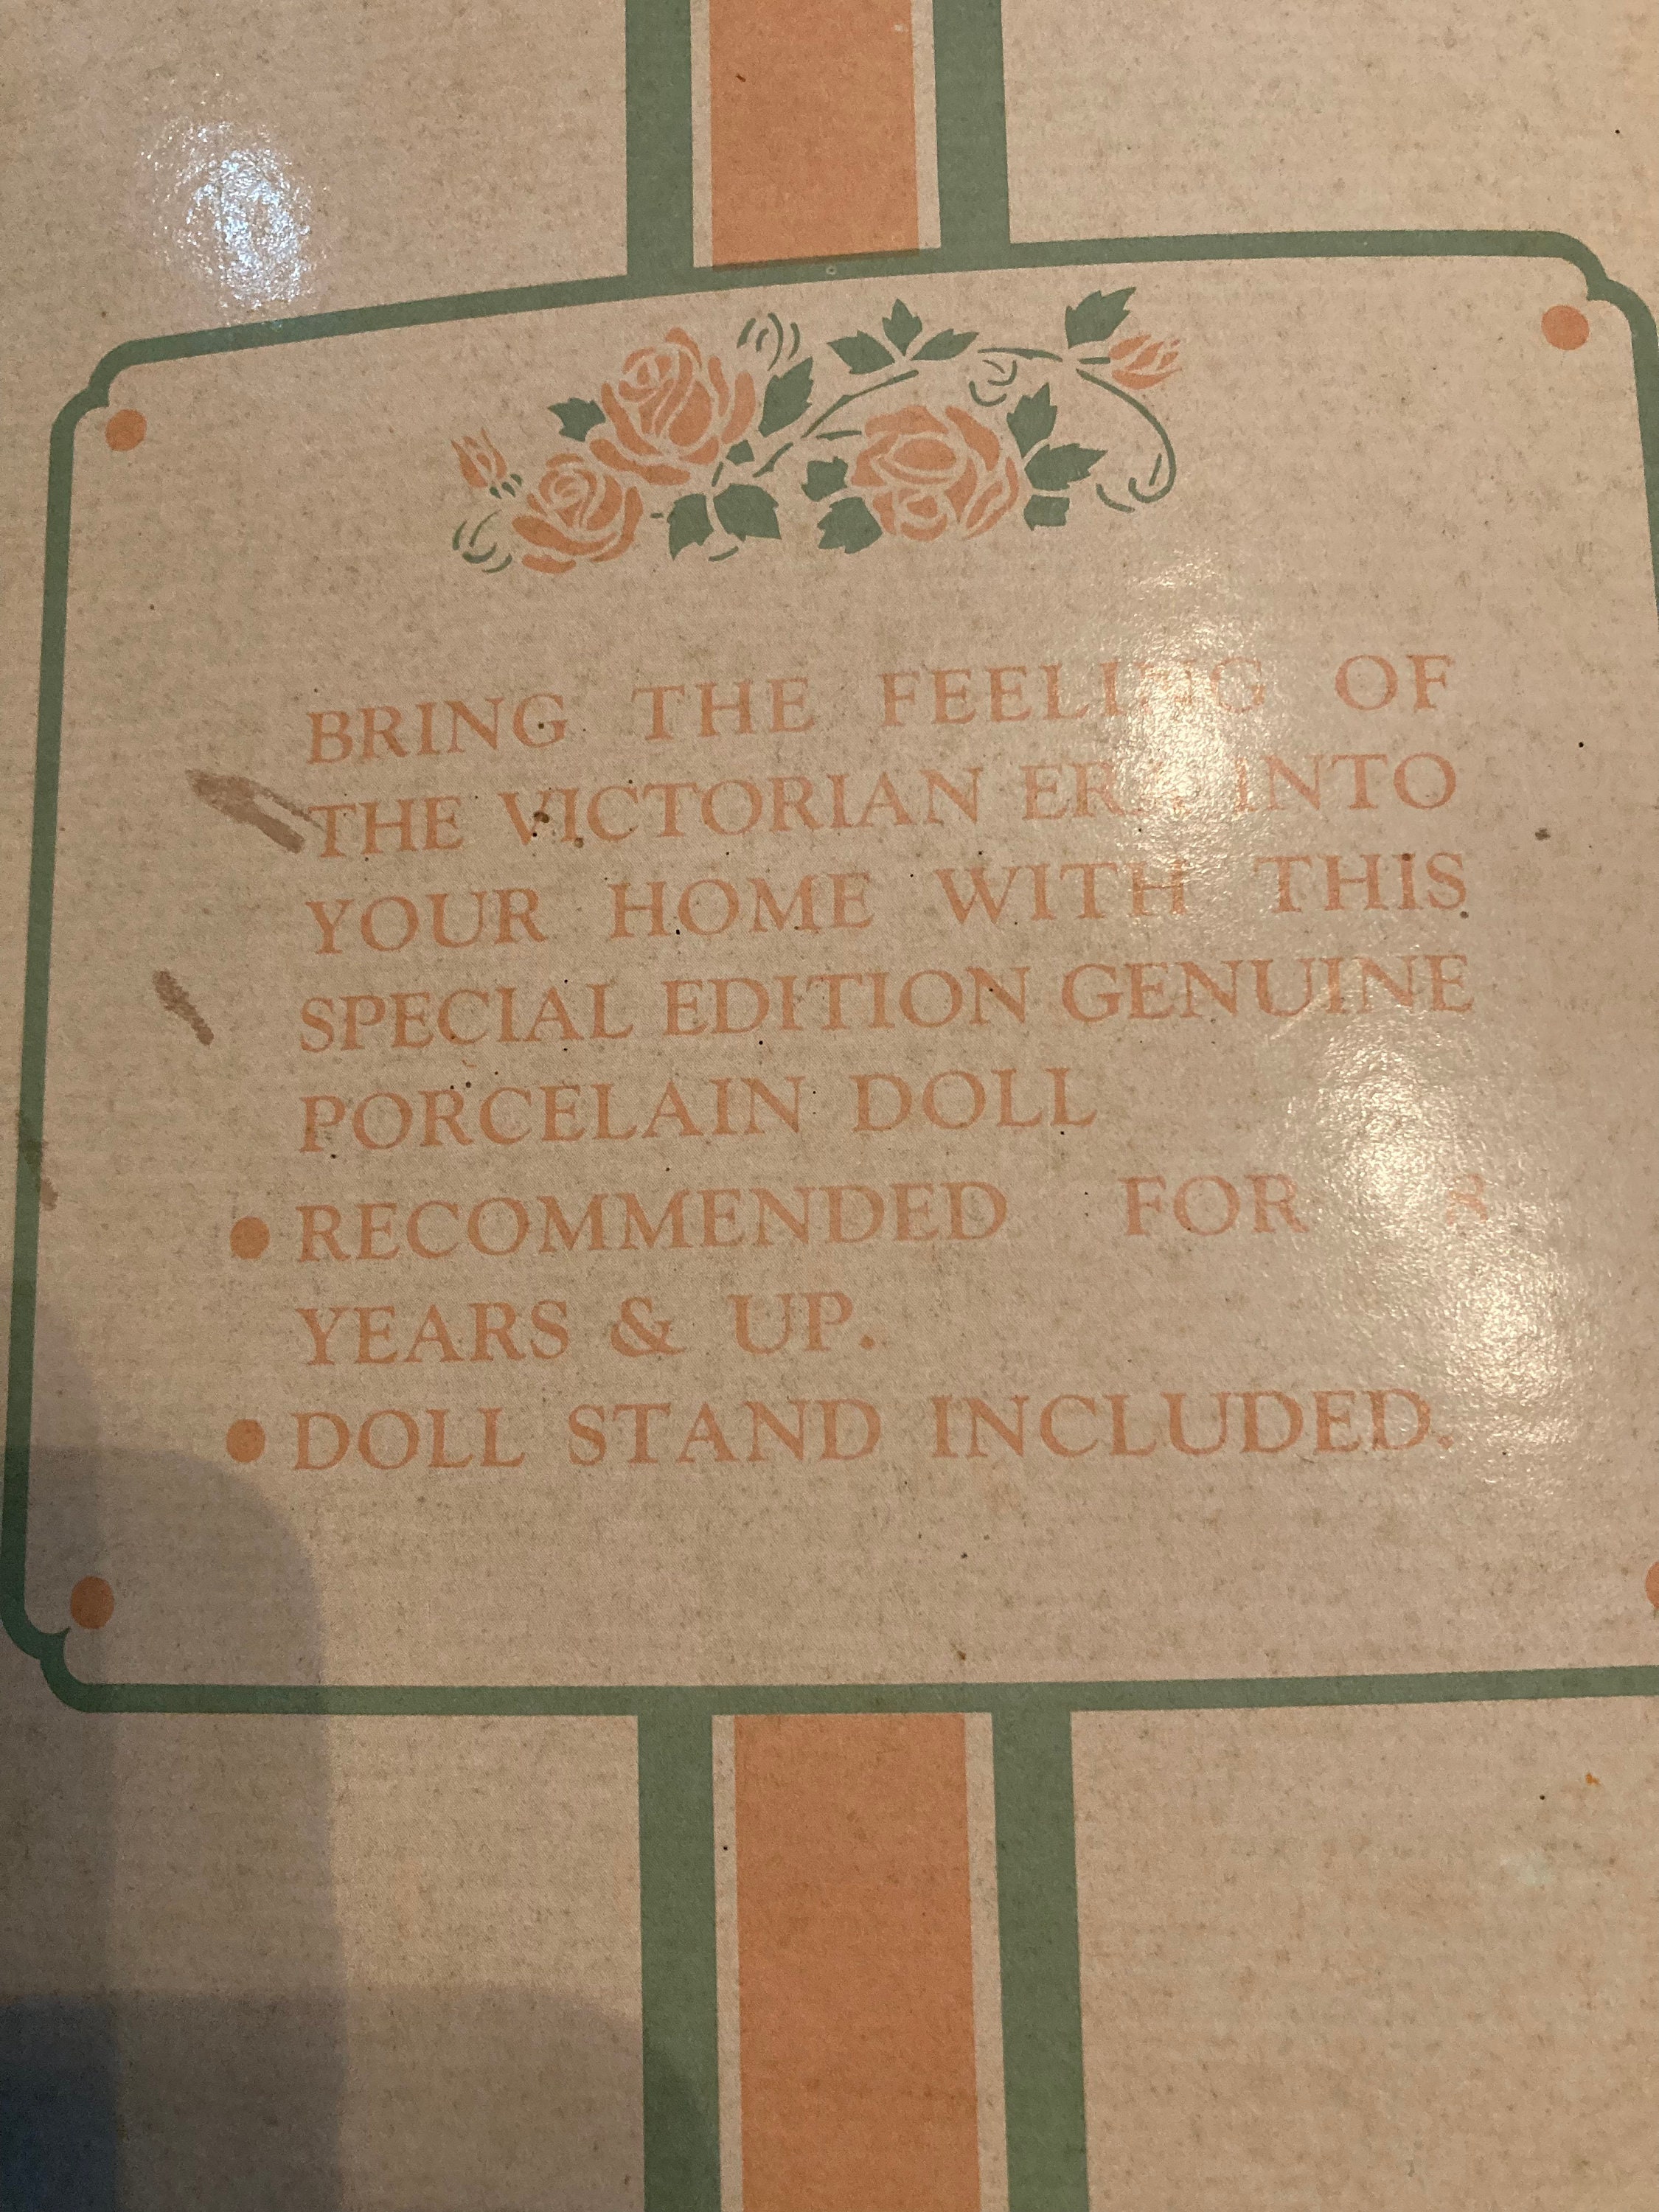 BRING THE FEELING OF
THE VICTORIAN ERA INTO
YOUR HOME WITH THIS
SPECIAL EDITION GENUINE
PORCELAIN DOLL
● RECOMMENDED FOR 8
YEARS & UP.
● DOLL STAND INCLUDED.